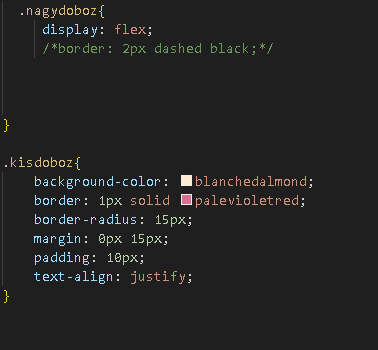 .nagydoboz{
display: flex;
/*border: 2px dashed black;*/
}
.kisdoboz{
background-color: blanchedalmond;
border: 1px solid palevioletred;
border-radius: 15px;
margin: 0px 15px;
padding: 10px;
text-align: justify;
}